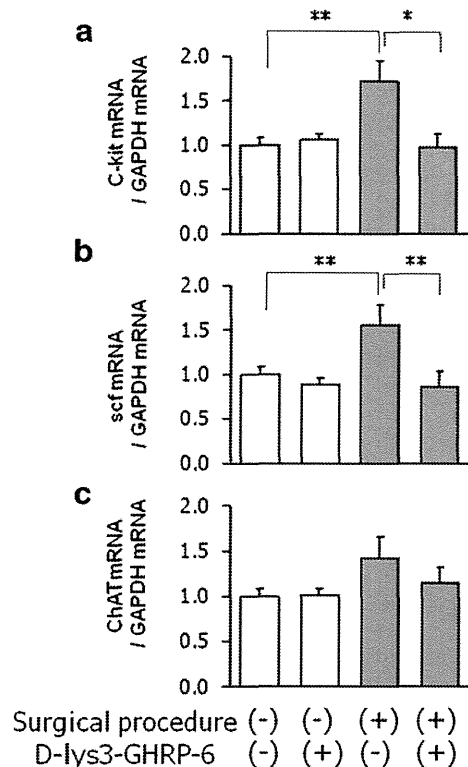 a
** *
C-kit mRNA
/ GAPDH mRNA
2.0
1.5
1.0
0.5
0.0
b
** **
scf mRNA
/ GAPDH mRNA
2.0
1.5
1.0
0.5
0.0
c
ChAT mRNA
/ GAPDH mRNA
2.0
1.5
1.0
0.5
0.0
Surgical procedure (-) (-) (+) (+)
D-lys3-GHRP-6 (-) (+) (-) (+)